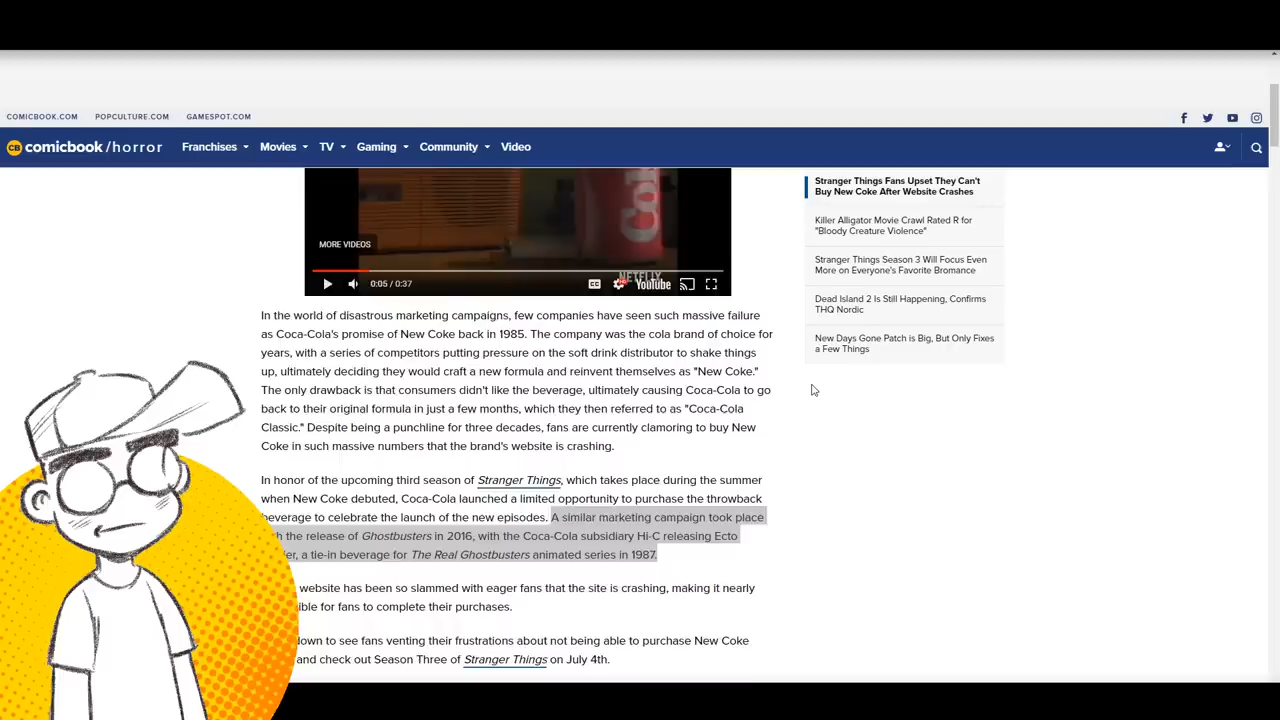 COMICBOOK.COM POPCULTURE.COM GAMESPOT.COM
CB comicbook/horror Franchises Movies TV Gaming Community Video
Col
MORE VIDEOS
NETFLIX
0:05 / 0:37 CC YouTube
In the world of disastrous marketing campaigns, few companies have seen such massive failure
as Coca-Cola's promise of New Coke back in 1985. The company was the cola brand of choice for
years, with a series of competitors putting pressure on the soft drink distributor to shake things
up, ultimately deciding they would craft a new formula and reinvent themselves as "New Coke."
The only drawback is that consumers didn't like the beverage, ultimately causing Coca-Cola to go
back to their original formula in just a few months, which they then referred to as "Coca-Cola
Classic." Despite being a punchline for three decades, fans are currently clamoring to buy New
Coke in such massive numbers that the brand's website is crashing.
In honor of the upcoming third season of Stranger Things, which takes place during the summer
when New Coke debuted, Coca-Cola launched a limited opportunity to purchase the throwback
beverage to celebrate the launch of the new episodes. A similar marketing campaign took place
the release of Ghostbusters in 2016, with the Coca-Cola subsidiary Hi-C releasing Ecto
a tie-in beverage for The Real Ghostbusters animated series in 1987.
website has been so slammed with eager fans that the site is crashing, making it nearly
for fans to complete their purchases.
down to see fans venting their frustrations about not being able to purchase New Coke
and check out Season Three of Stranger Things on July 4th.
Stranger Things Fans Upset They Can't
Buy New Coke After Website Crashes
Killer Alligator Movie Crawl Rated R for
"Bloody Creature Violence"
Stranger Things Season 3 Will Focus Even
More on Everyone's Favorite Bromance
Dead Island 2 Is Still Happening, Confirms
THQ Nordic
New Days Gone Patch is Big, But Only Fixes
a Few Things